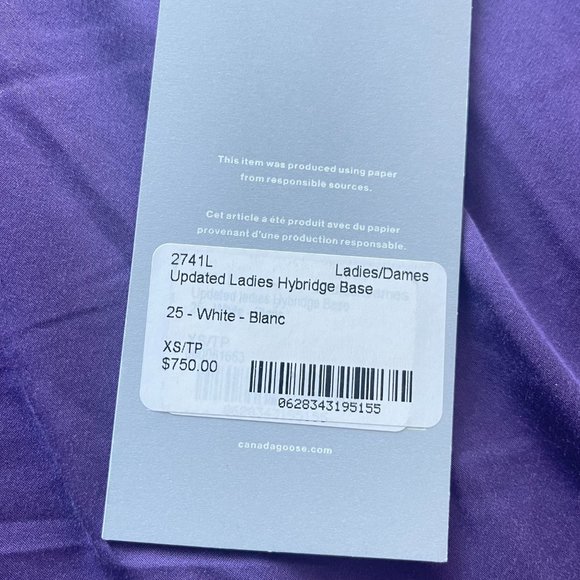 This item was produced using paper
from responsible sources.
Cet article a été produit avec du papier
provenant d'une production responsable.
2741L Ladies/Dames
Updated Ladies Hybridge Base
25 - White - Blanc
XS/TP
$750.00
0628343195155
canadagoose.com